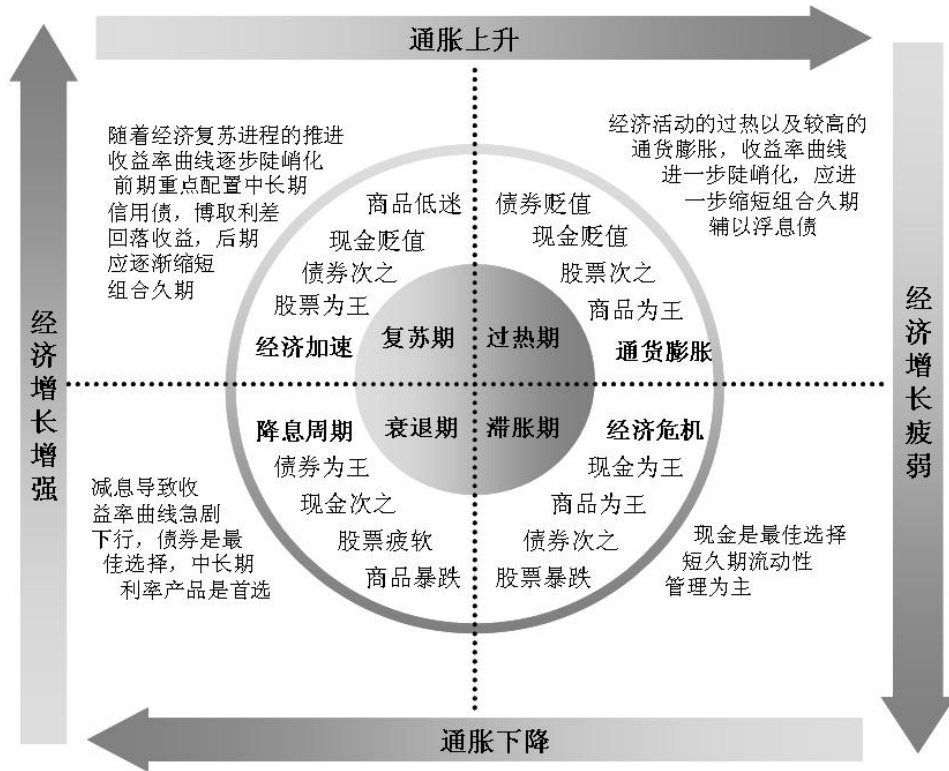 通胀上升
随着经济复苏进程的推进
收益率曲线逐步陡峭化
前期重点配置中长期
信用债，博取利差
回落收益，后期
应逐渐缩短
组合久期
经济活动的过热以及较高的
通货膨胀，收益率曲线
进一步陡峭化，应进
一步缩短组合久期
辅以浮息债
商品低迷
现金贬值
债券次之
股票为王
经济加速
复苏期
债券贬值
现金贬值
股票次之
商品为王
通货膨胀
过热期
经济增长增强
经济增长疲弱
降息周期
衰退期
债券为王
现金次之
股票疲软
商品暴跌
滞胀期
经济危机
现金为王
商品为王
债券次之
股票暴跌
减息导致收
益率曲线急剧
下行，债券是最
佳选择，中长期
利率产品是首选
现金是最佳选择
短久期流动性
管理为主
通胀下降